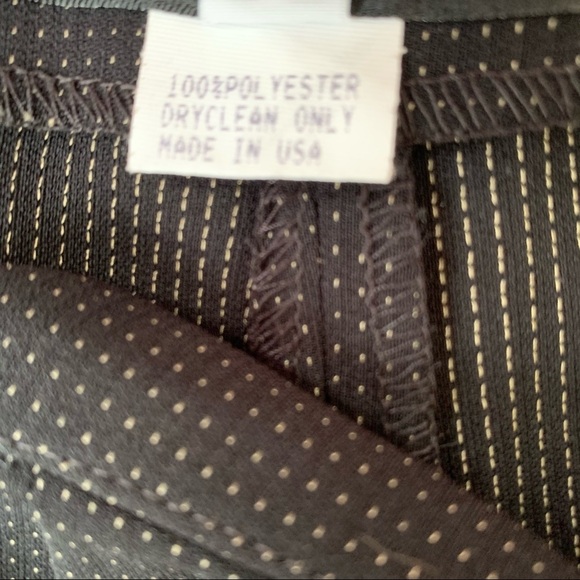 100%POLYESTER
DRYCLEAN ONLY
MADE IN USA